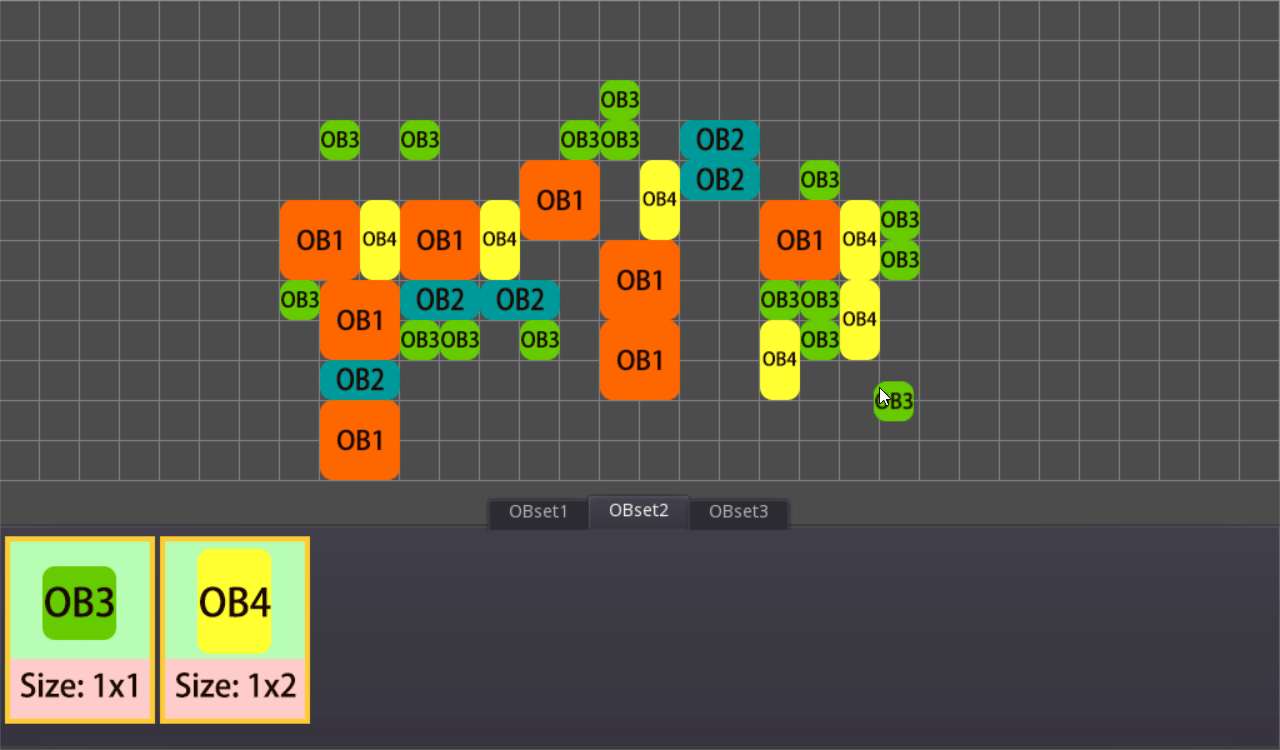 OB3
OB3 OB3 OB3 OB3 OB2
OB1 OB4 OB2 OB3
OB1 OB4 OB1 OB4 OB1 OB4 OB3
OB3
OB3 OB1 OB2 OB2 OB1 OB3 OB3 OB4
OB3 OB3 OB3 OB1 OB4 OB3
OB2
OB3
OB1
OBset1 OBset2 OBset3
OB3 OB4
Size: 1x1 Size: 1x2